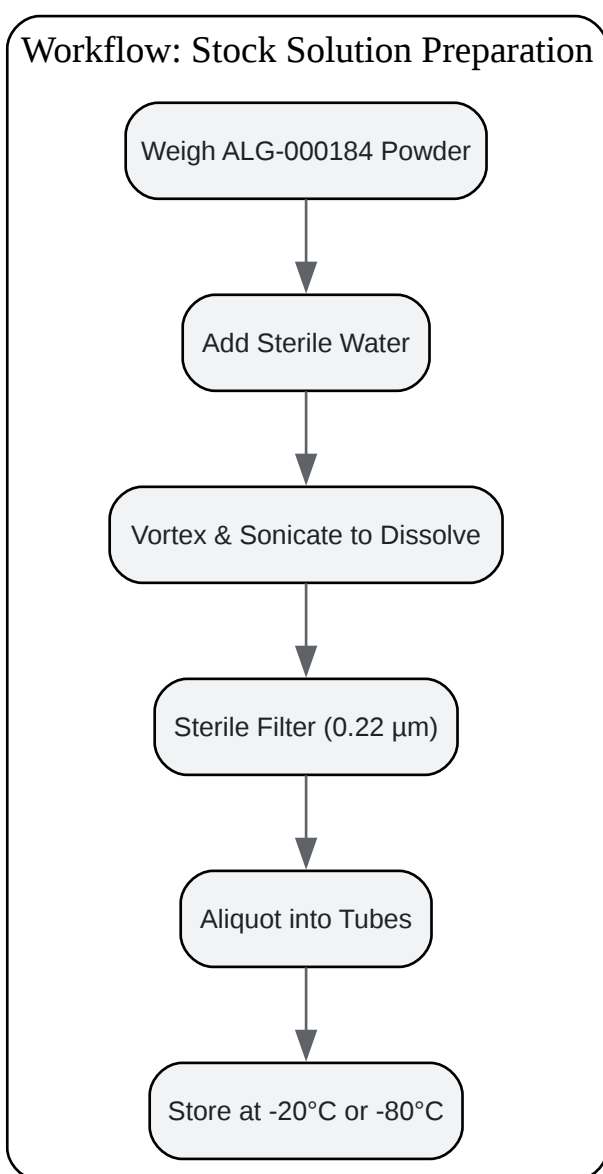 Workflow: Stock Solution Preparation
Weigh ALG-000184 Powder
Add Sterile Water
Vortex & Sonicate to Dissolve
Sterile Filter (0.22 µm)
Aliquot into Tubes
Store at -20°C or -80°C